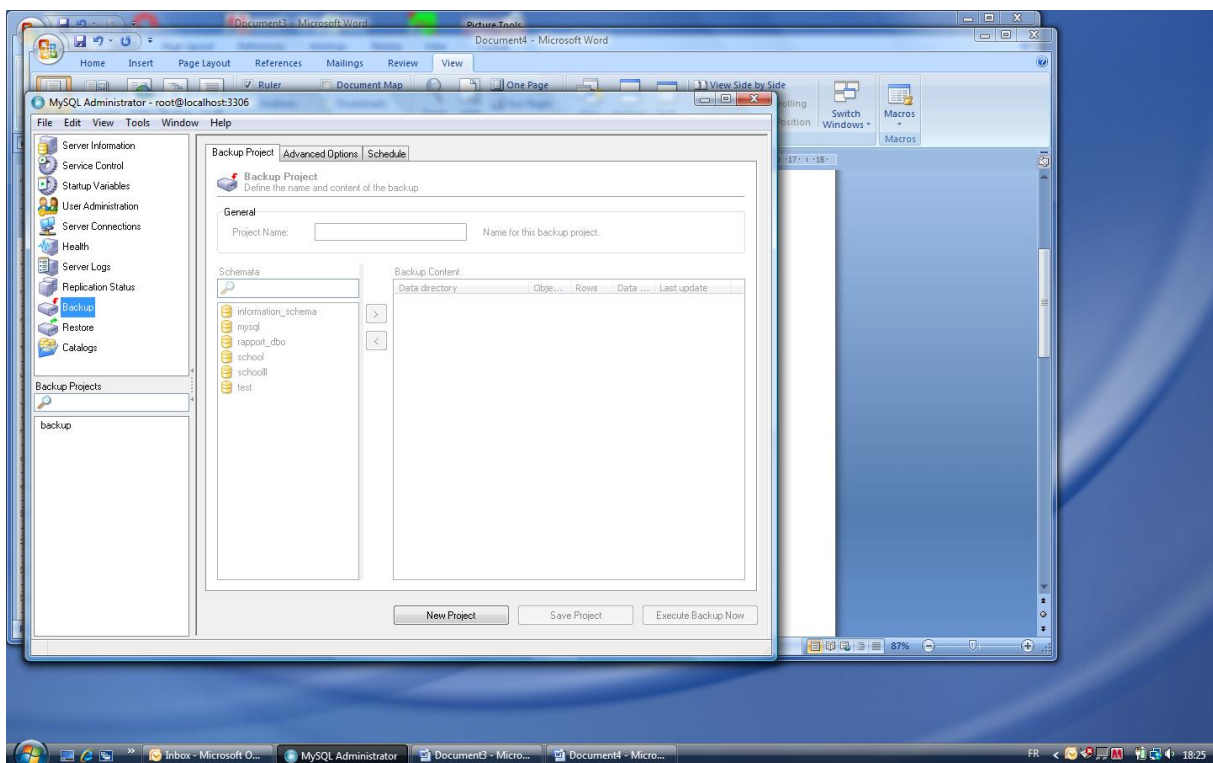 Document3 - Microsoft Word
Picture Tools
Document4 - Microsoft Word
Home Insert Page Layout References Mailings Review View
Ruler Document Map One Page View Side by Side
Switch Windows Macros
Macros
MySQL Administrator - root@localhost:3306
File Edit View Tools Window Help
Server Information
Service Control
Startup Variables
User Administration
Server Connections
Health
Server Logs
Replication Status
Backup
Restore
Catalogs
Backup Projects
backup
Backup Project Advanced Options Schedule
Backup Project
Define the name and content of the backup
General
Project Name: Name for this backup project.
Schemata
information_schema
mysql
rapport_dbo
school
schoolll
test
Backup Content
Data directory Obje... Rows Data ... Last update
New Project Save Project Execute Backup Now
·17· ı ·18·
87%
Inbox - Microsoft O... MySQL Administrator Document3 - Micro... Document4 - Micro... FR 18:25